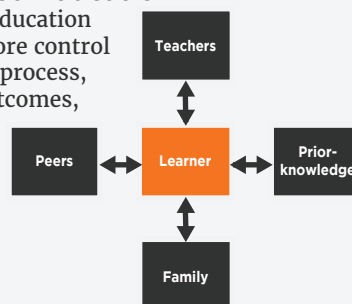 education
ore control
process,
tcomes,
Teachers
Peers
Learner
Prior-
knowledge
Family